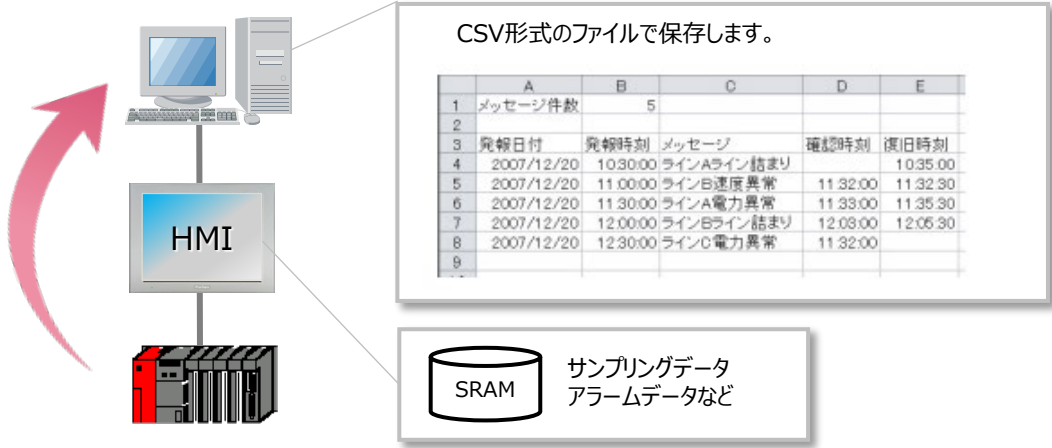 CSV形式のファイルで保存します。
A B C D E
1 メッセージ件数 5
2
3 発報日付 発報時刻 メッセージ 確認時刻 復旧時刻
4 2007/12/20 10:30:00 ラインAライン詰まり 10:35:00
5 2007/12/20 11:00:00 ラインB速度異常 11:32:00 11:32:30
6 2007/12/20 11:30:00 ラインA電力異常 11:33:00 11:35:30
7 2007/12/20 12:00:00 ラインBライン詰まり 12:03:00 12:05:30
8 2007/12/20 12:30:00 ラインC電力異常 11:32:00
9
HMI
SRAM
サンプリングデータ
アラームデータなど